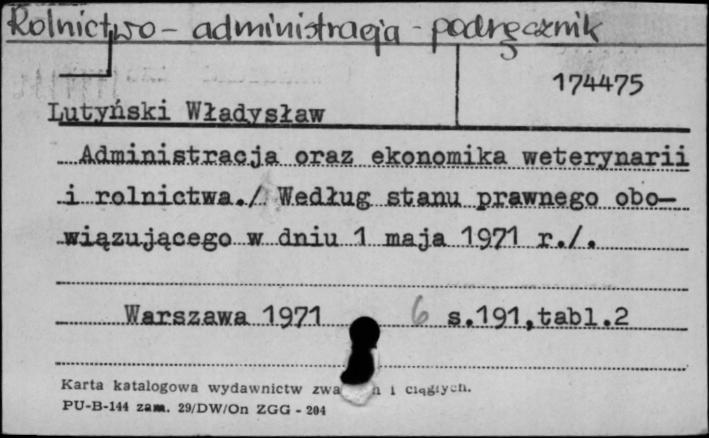 Rolnictwo - administracja - podręcznik
174475
Lutyński Władysław
Administracja oraz ekonomika weterynarii
i rolnictwa./ Według stanu prawnego obo-
wiązującego w dniu 1 maja 1971 r./.
Warszawa 1971 6 s.191,tabl.2
Karta katalogowa wydawnictw i ciągłych.
PU-B-144 zam. 29/DW/On ZGG - 204